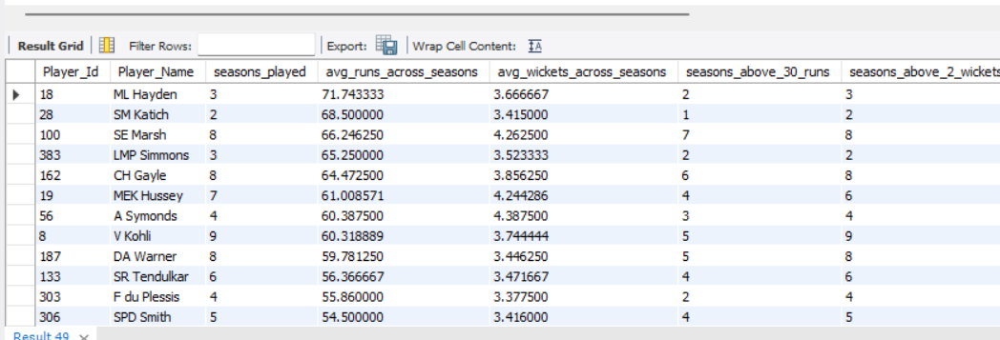 Result Grid Filter Rows: Export: Wrap Cell Content: IA
Player_Id Player_Name seasons_played avg_runs_across_seasons avg_wickets_across_seasons seasons_above_30_runs seasons_above_2_wickets
18 ML Hayden 3 71.743333 3.666667 2 3
28 SM Katich 2 68.500000 3.415000 1 2
100 SE Marsh 8 66.246250 4.262500 7 8
383 LMP Simmons 3 65.250000 3.523333 2 2
162 CH Gayle 8 64.472500 3.856250 6 8
19 MEK Hussey 7 61.008571 4.244286 4 6
56 A Symonds 4 60.387500 4.387500 3 4
8 V Kohli 9 60.318889 3.744444 5 9
187 DA Warner 8 59.781250 3.446250 5 8
133 SR Tendulkar 6 56.366667 3.471667 4 6
303 F du Plessis 4 55.860000 3.377500 2 4
306 SPD Smith 5 54.500000 3.416000 4 5
Result 49 ×